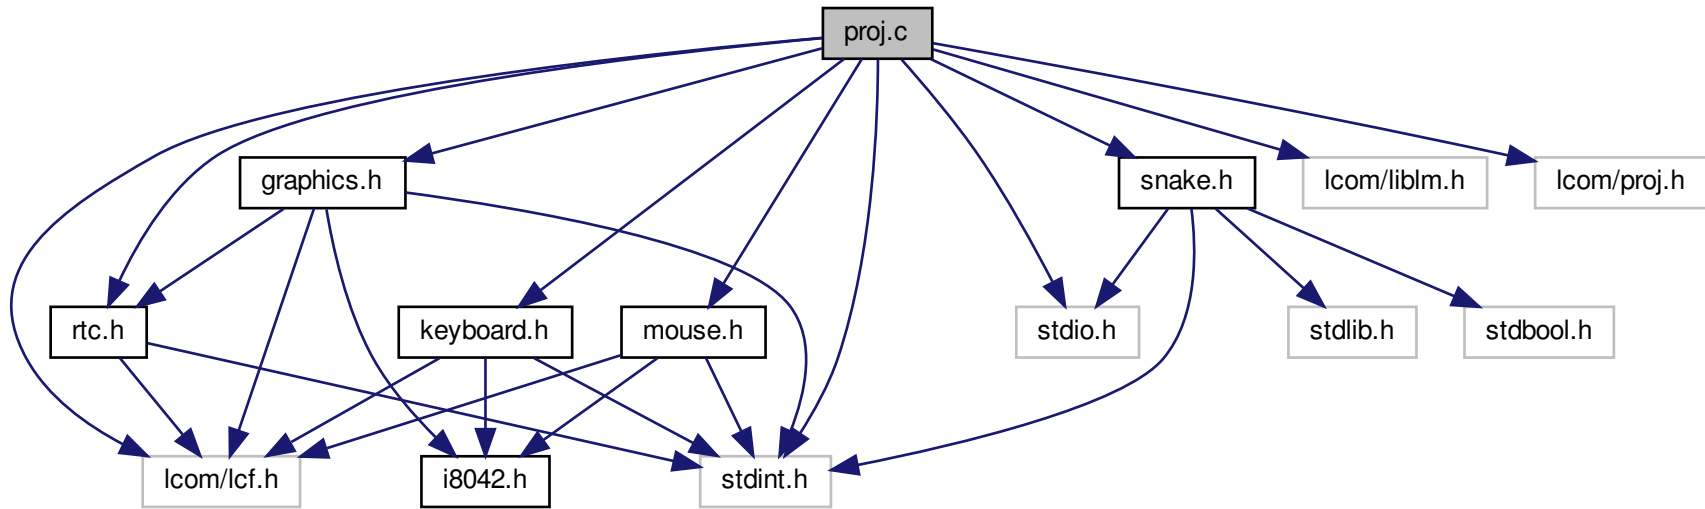 proj.c
graphics.h
snake.h
lcom/liblm.h
lcom/proj.h
rtc.h
keyboard.h
mouse.h
stdio.h
stdlib.h
stdbool.h
lcom/lcf.h
i8042.h
stdint.h